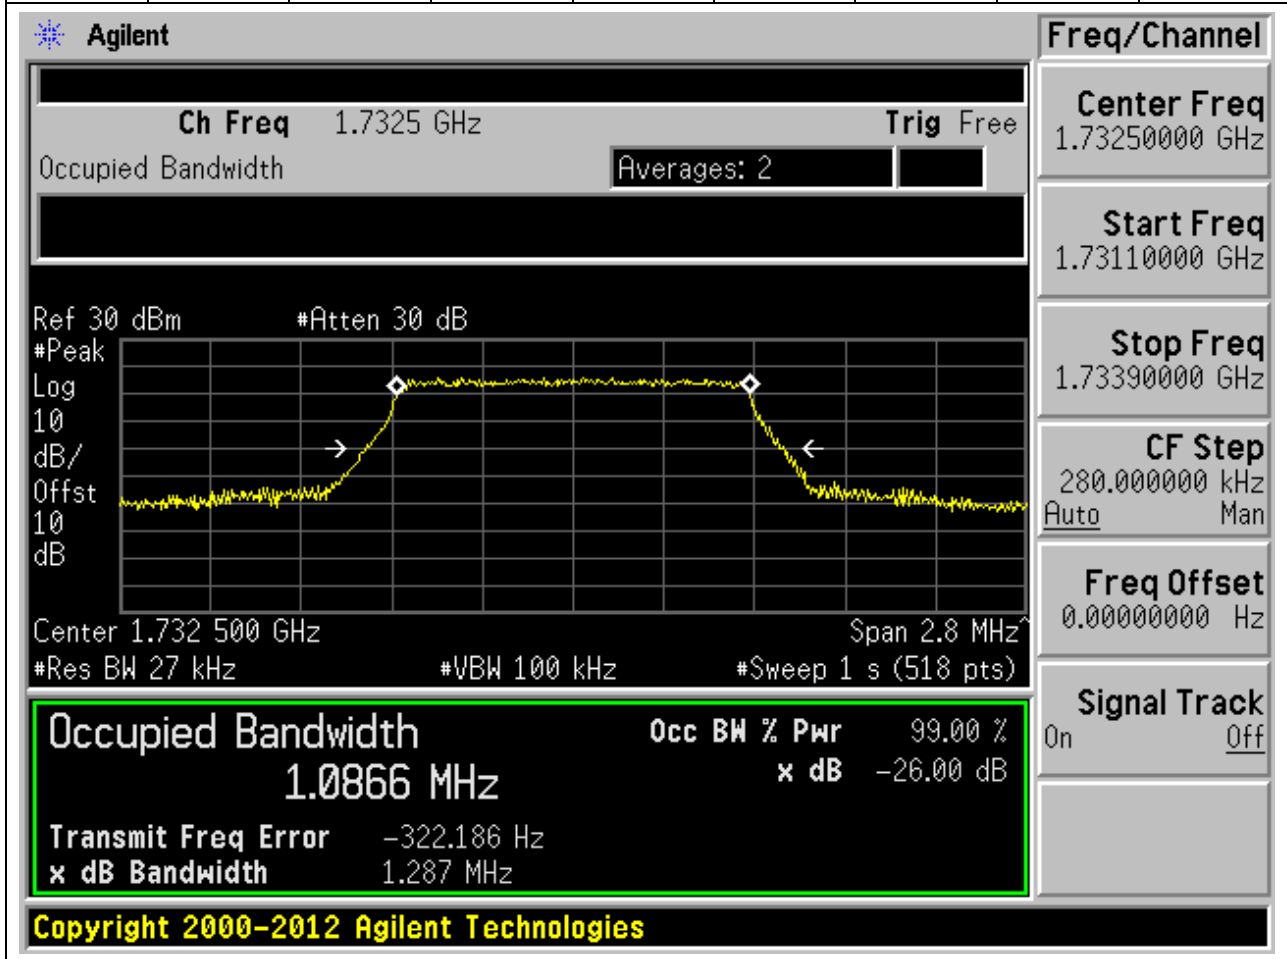 Agilent
Freq/Channel
Ch Freq 1.7325 GHz Trig Free
Occupied Bandwidth Averages: 2
Center Freq
1.73250000 GHz
Start Freq
1.73110000 GHz
Stop Freq
1.73390000 GHz
CF Step
280.000000 kHz
Auto Man
Freq Offset
0.00000000 Hz
Signal Track
On Off
Ref 30 dBm #Atten 30 dB
#Peak
Log
10
dB/
Offst
10
dB
Center 1.732 500 GHz Span 2.8 MHz^
#Res BW 27 kHz #VBW 100 kHz #Sweep 1 s (518 pts)
Occupied Bandwidth Occ BW % Pwr 99.00 %
1.0866 MHz x dB -26.00 dB
Transmit Freq Error -322.186 Hz
x dB Bandwidth 1.287 MHz
Copyright 2000-2012 Agilent Technologies